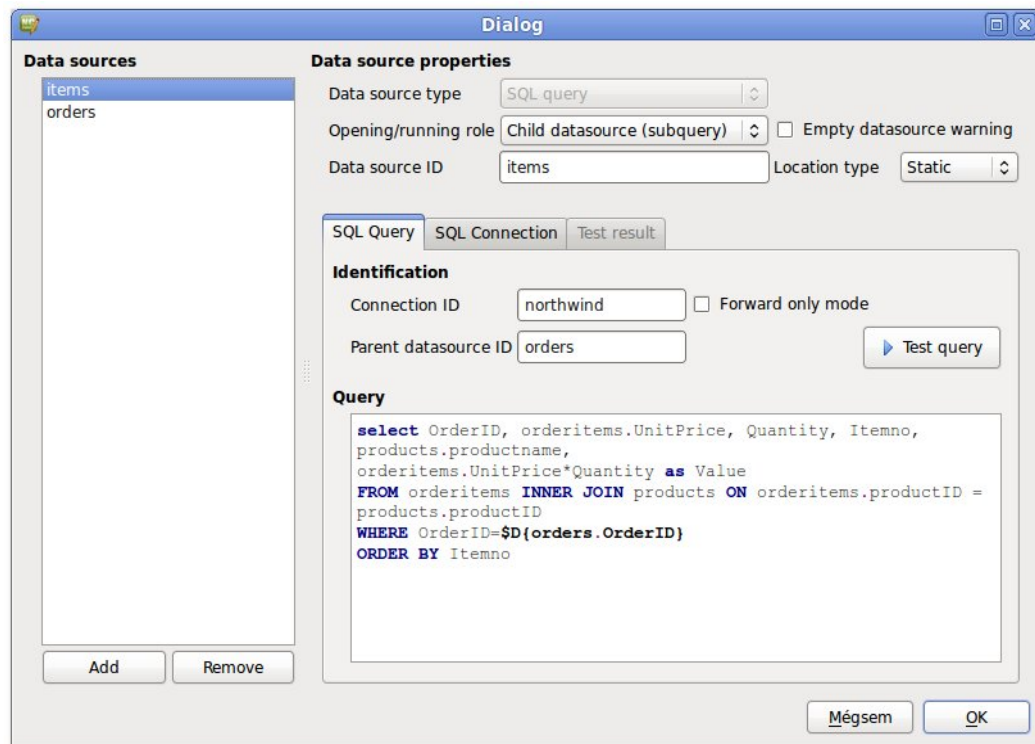 Dialog
Data sources
items
orders
Add
Remove
Data source properties
Data source type SQL query
Opening/running role Child datasource (subquery) Empty datasource warning
Data source ID items Location type Static
SQL Query SQL Connection Test result
Identification
Connection ID northwind Forward only mode
Parent datasource ID orders Test query
Query
select OrderID, orderitems.UnitPrice, Quantity, Itemno,
products.productname,
orderitems.UnitPrice*Quantity as Value
FROM orderitems INNER JOIN products ON orderitems.productID =
products.productID
WHERE OrderID=$D{orders.OrderID}
ORDER BY Itemno
Mégsem OK